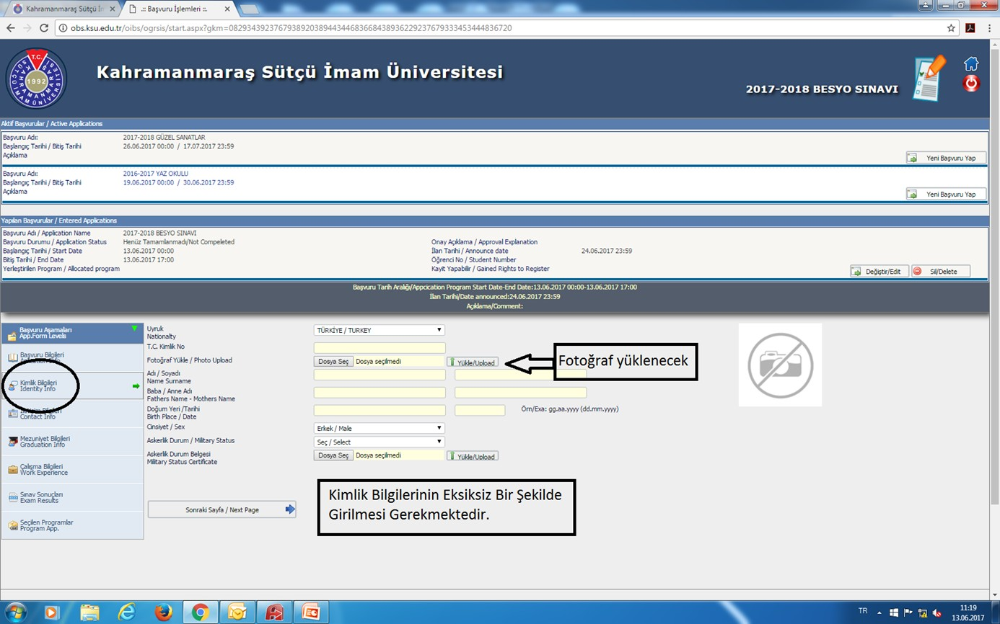 Kahramanmaraş Sütçü İm
.:: Başvuru İşlemleri ::.
obs.ksu.edu.tr/oibs/ogrsis/start.aspx?gkm=08293439237679389203894434468366843893622923767933345344483672​0
T.C.
KAHRAMANMARAŞ SÜTÇÜ İMAM ÜNİVERSİTESİ
1992
Kahramanmaraş Sütçü İmam Üniversitesi
2017-2018 BESYO SINAVI
Aktif Başvurular / Active Applications
Başvuru Adı: 2017-2018 GÜZEL SANATLAR
Başlangıç Tarihi / Bitiş Tarihi 26.06.2017 00:00 / 17.07.2017 23:59
Açıklama
Yeni Başvuru Yap
Başvuru Adı: 2016-2017 YAZ OKULU
Başlangıç Tarihi / Bitiş Tarihi 19.06.2017 00:00 / 30.06.2017 23:59
Açıklama
Yeni Başvuru Yap
Yapılan Başvurular / Entered Applications
Başvuru Adı / Application Name 2017-2018 BESYO SINAVI
Başvuru Durumu / Application Status Henüz Tamamlanmadı/Not Compeleted Onay Açıklama / Approval Explanation
Başlangıç Tarihi / Start Date 13.06.2017 00:00 İlan Tarihi / Announce date 24.06.2017 23:59
Bitiş Tarihi / End Date 13.06.2017 17:00 Öğrenci No / Student Number
Yerleştirilen Program / Allocated program Kayit Yapabilir / Gained Rights to Register
Değiştir/Edit Sil/Delete
Başvuru Tarih Aralığı/Appcication Program Start Date-End Date:13.06.2017 00:00-13.06.2017 17:00
İlan Tarihi/Date announced:24.06.2017 23:59
Açıklama/Comment:
Başvuru Aşamaları
App.Form Levels
Başvuru Bilgileri
Kimlik Bilgileri
Identity Info
İletişim Bilgileri
Contact Info
Mezuniyet Bilgileri
Graduation Info
Çalışma Bilgileri
Work Experience
Sınav Sonuçları
Exam Results
Seçilen Programlar
Program App.
Uyruk
Nationalty
TÜRKİYE / TURKEY
T.C. Kimlik No
Fotoğraf Yükle / Photo Upload Dosya Seç Dosya seçilmedi Yükle/Upload
Fotoğraf yüklenecek
Adı / Soyadı
Name Surname
Baba / Anne Adı
Fathers Name - Mothers Name
Doğum Yeri /Tarihi
Birth Place / Date
Örn/Exa: gg.aa.yyyy (dd.mm.yyyy)
Cinsiyet / Sex Erkek / Male
Askerlik Durum / Military Status Seç / Select
Askerlik Durum Belgesi
Military Status Certificate
Dosya Seç Dosya seçilmedi Yükle/Upload
Sonraki Sayfa / Next Page
Kimlik Bilgilerinin Eksiksiz Bir Şekilde
Girilmesi Gerekmektedir.
TR
11:19
13.06.2017